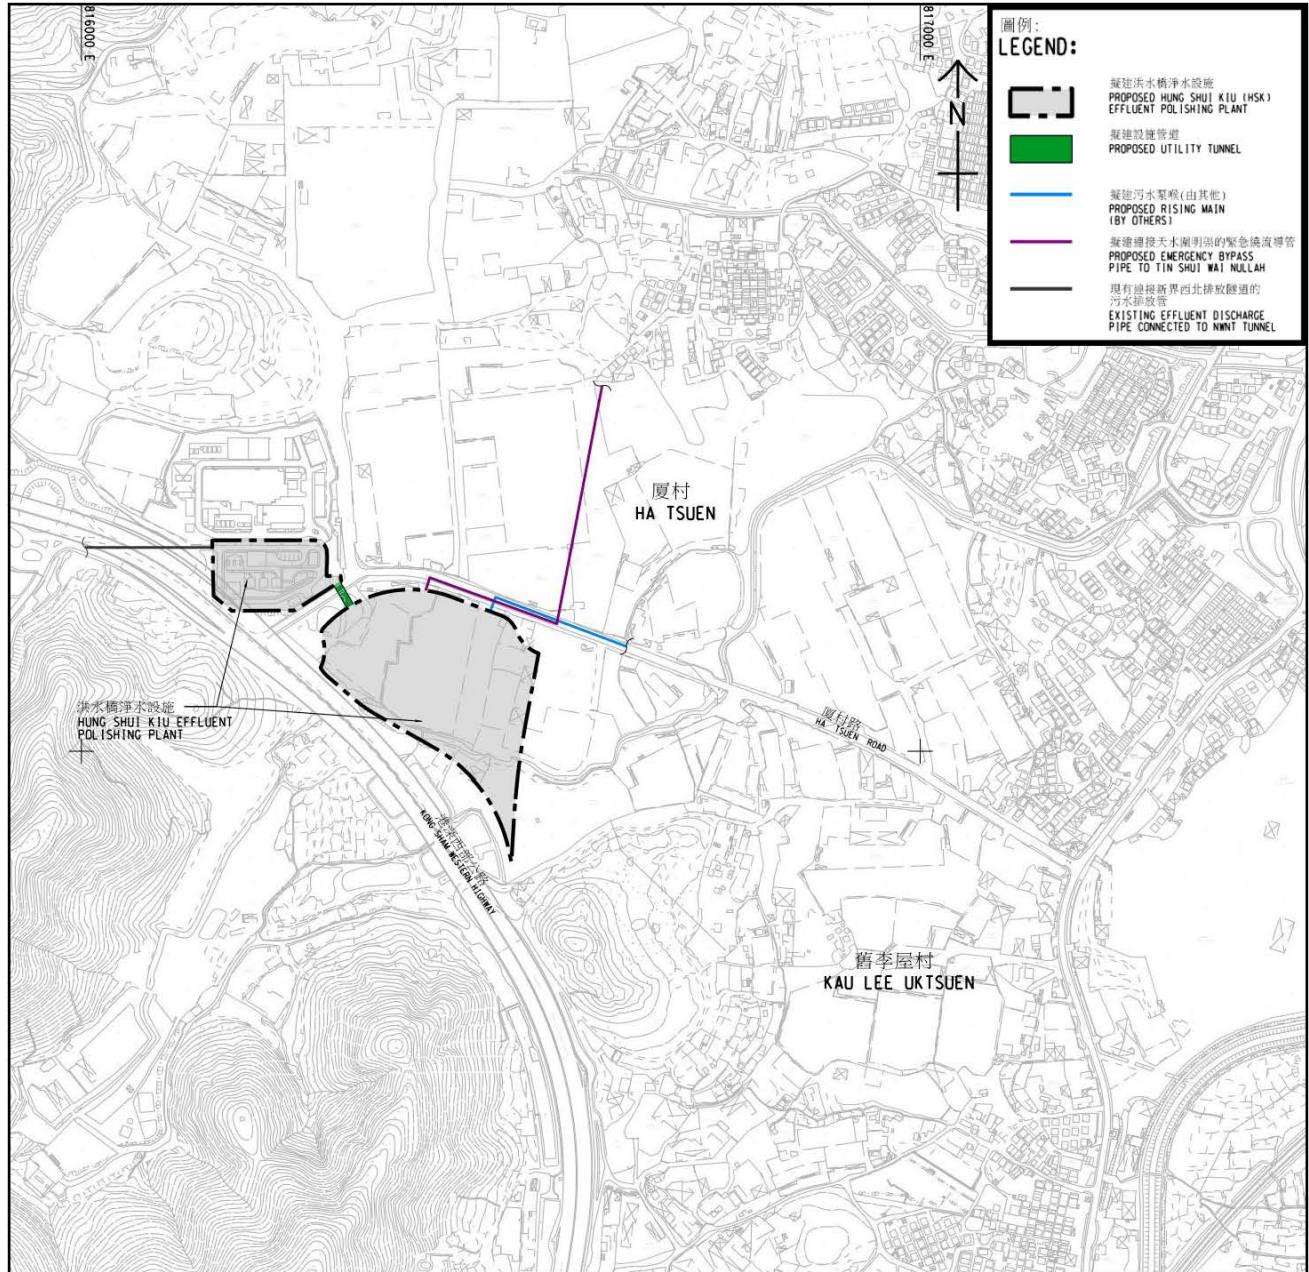 816000 E
817000 E
N
圖例:
LEGEND:
擬建洪水橋淨水設施
PROPOSED HUNG SHUI KIU (HSK)
EFFLUENT POLISHING PLANT
擬建設施管道
PROPOSED UTILITY TUNNEL
擬建污水泵喉(由其他)
PROPOSED RISING MAIN
(BY OTHERS)
擬建連接天水圍明渠的緊急繞流導管
PROPOSED EMERGENCY BYPASS
PIPE TO TIN SHUI WAI NULLAH
現有連接新界西北排放隧道的
污水排放管
EXISTING EFFLUENT DISCHARGE
PIPE CONNECTED TO NWNT TUNNEL
厦村
HA TSUEN
洪水橋淨水設施
HUNG SHUI KIU EFFLUENT
POLISHING PLANT
厦村路
HA TSUEN ROAD
港深西部公路
KONG SHAM WESTERN HIGHWAY
舊李屋村
KAU LEE UKTSUEN